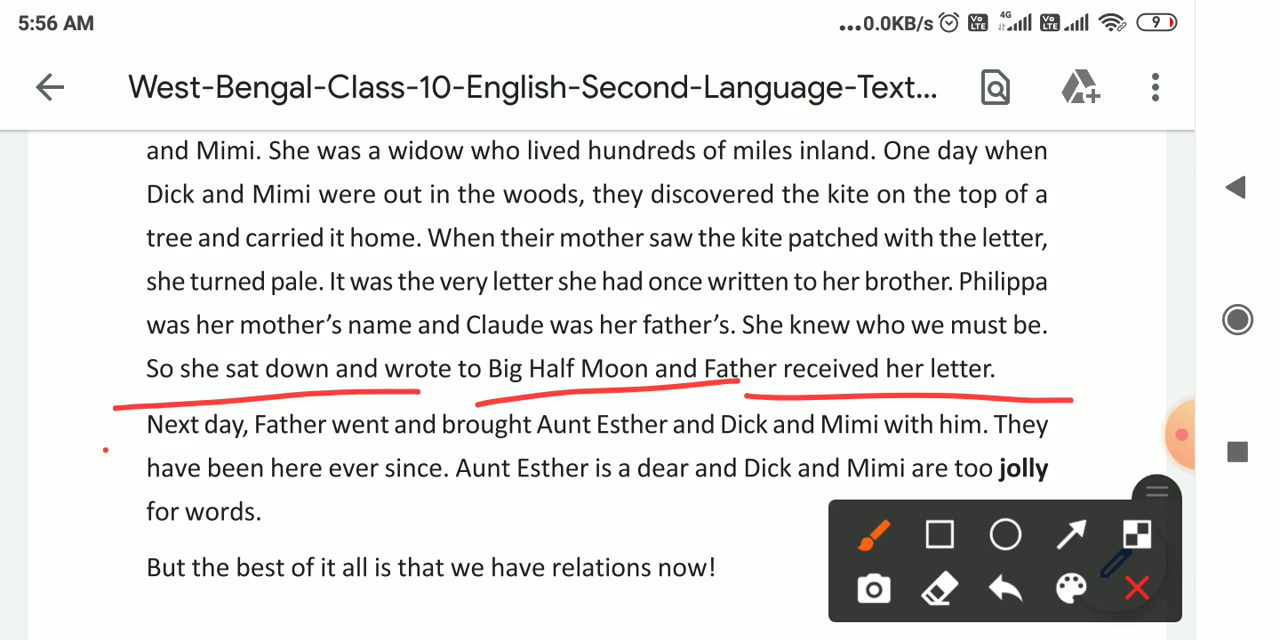 5:56 AM
...0.0KB/s Vo LTE 4G Vo LTE 9
West-Bengal-Class-10-English-Second-Language-Text...
and Mimi. She was a widow who lived hundreds of miles inland. One day when
Dick and Mimi were out in the woods, they discovered the kite on the top of a
tree and carried it home. When their mother saw the kite patched with the letter,
she turned pale. It was the very letter she had once written to her brother. Philippa
was her mother’s name and Claude was her father’s. She knew who we must be.
So she sat down and wrote to Big Half Moon and Father received her letter.
Next day, Father went and brought Aunt Esther and Dick and Mimi with him. They
have been here ever since. Aunt Esther is a dear and Dick and Mimi are too jolly
for words.
But the best of it all is that we have relations now!